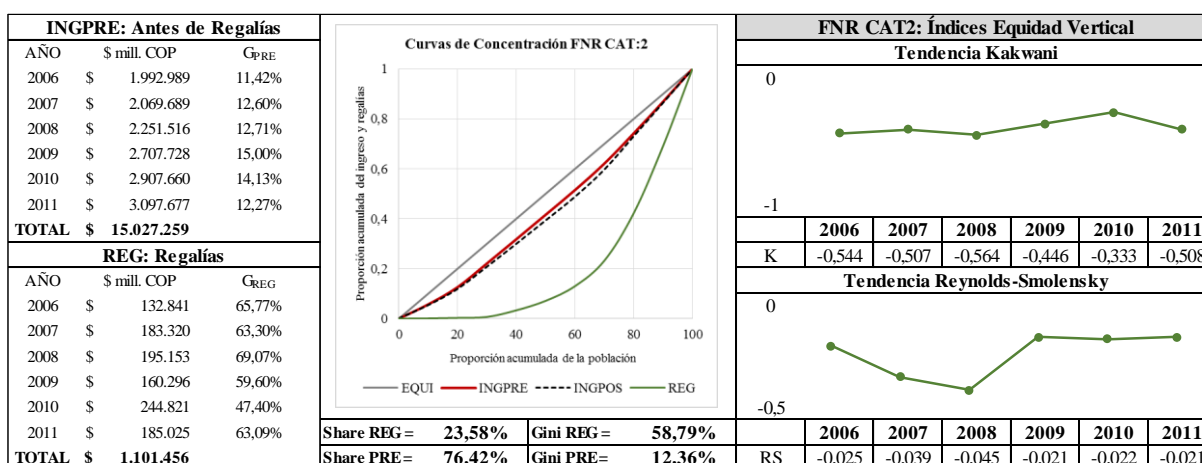 INGPRE: Antes de Regalías
AÑO $ mill. COP GPRE
2006 $ 1.992.989 11,42%
2007 $ 2.069.689 12,60%
2008 $ 2.251.516 12,71%
2009 $ 2.707.728 15,00%
2010 $ 2.907.660 14,13%
2011 $ 3.097.677 12,27%
TOTAL $ 15.027.259
REG: Regalías
AÑO $ mill. COP GREG
2006 $ 132.841 65,77%
2007 $ 183.320 63,30%
2008 $ 195.153 69,07%
2009 $ 160.296 59,60%
2010 $ 244.821 47,40%
2011 $ 185.025 63,09%
TOTAL $ 1.101.456
Curvas de Concentración FNR CAT:2
Proporción acumulada del ingreso y regalías
1
0,8
0,6
0,4
0,2
0
0 20 40 60 80 100
Proporción acumulada de la población
EQUI INGPRE INGPOS REG
Share REG = 23,58% Gini REG = 58,79%
Share PRE= 76,42% Gini PRE= 12,36%
FNR CAT2: Índices Equidad Vertical
Tendencia Kakwani
0
-1
2006 2007 2008 2009 2010 2011
K -0,544 -0,507 -0,564 -0,446 -0,333 -0,508
Tendencia Reynolds-Smolensky
0
-0,5
2006 2007 2008 2009 2010 2011
RS -0,025 -0,039 -0,045 -0,021 -0,022 -0,021